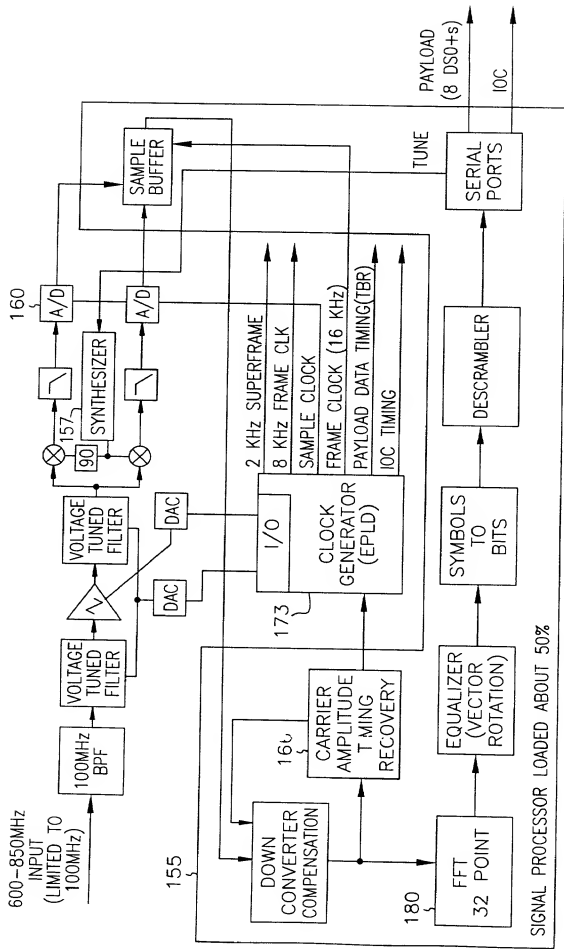 600-850MHz
INPUT
(LIMITED TO
100MHz)
100MHz
BPF
VOLTAGE
TUNED
FILTER
VOLTAGE
TUNED
FILTER
90
157
SYNTHESIZER
160
A/D
A/D
SAMPLE
BUFFER
DAC
DAC
I/O
CLOCK
GENERATOR
(EPLD)
173
2 KHz SUPERFRAME
8 KHz FRAME CLK
SAMPLE CLOCK
FRAME CLOCK (16 KHz)
PAYLOAD DATA TIMING(TBR)
IOC TIMING
TUNE
155
DOWN
CONVERTER
COMPENSATION
166
CARRIER
AMPLITUDE
TIMING
RECOVERY
180
FFT
32 POINT
EQUALIZER
(VECTOR
ROTATION)
SYMBOLS
TO
BITS
DESCRAMBLER
SERIAL
PORTS
PAYLOAD
(8 DS0+s)
IOC
SIGNAL PROCESSOR LOADED ABOUT 50%